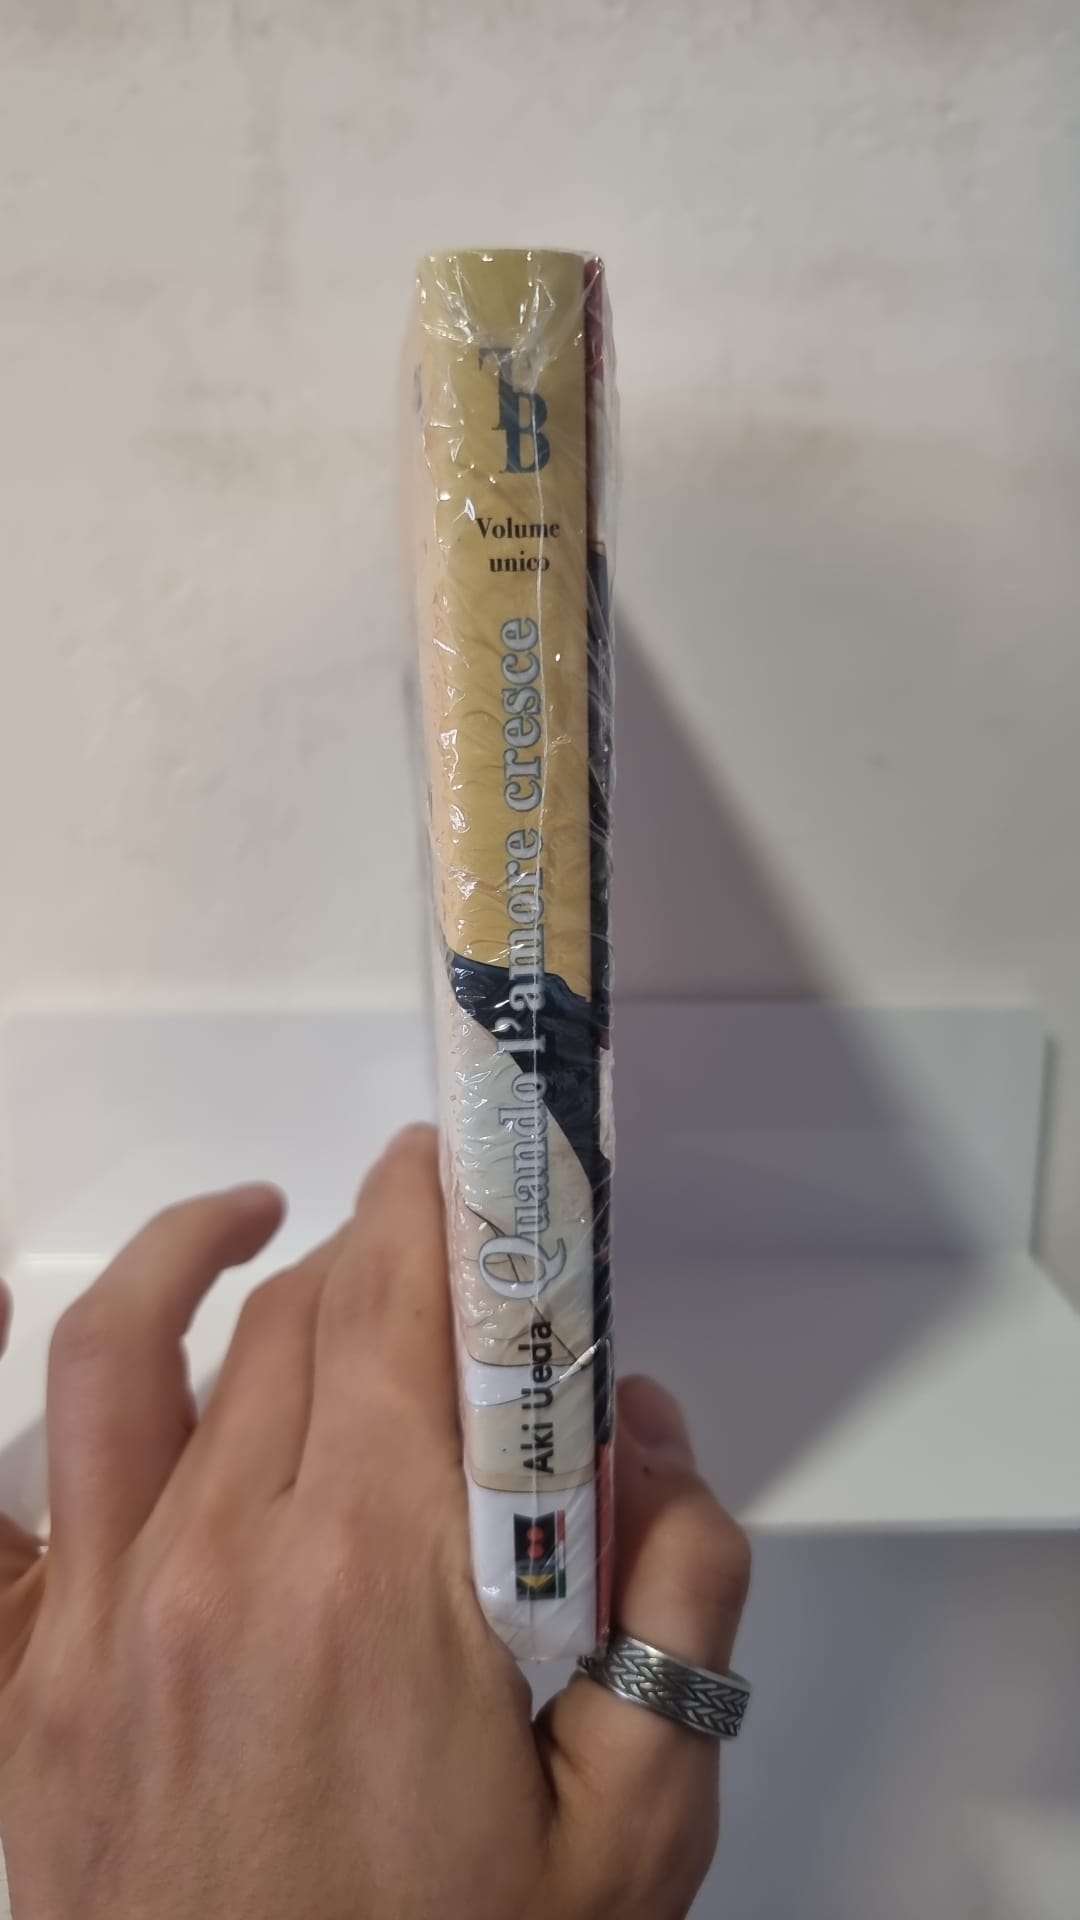 TB
Volume
unico
Quando l'amore cresce
Aki Ueda